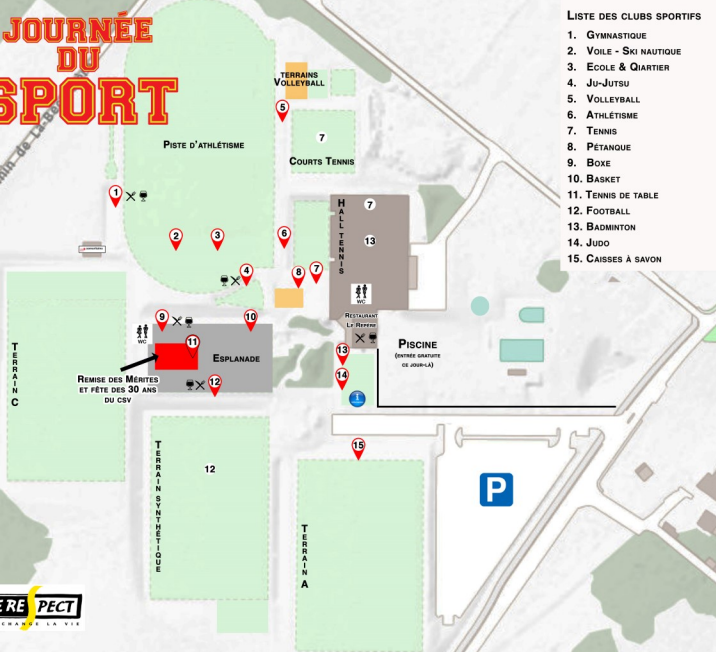 JOURNÉE
DU
SPORT
LISTE DES CLUBS SPORTIFS
1. GYMNASTIQUE
2. VOILE - SKI NAUTIQUE
3. ECOLE & QIARTIER
4. JU-JUTSU
5. VOLLEYBALL
6. ATHLÉTISME
7. TENNIS
8. PÉTANQUE
9. BOXE
10. BASKET
11. TENNIS DE TABLE
12. FOOTBALL
13. BADMINTON
14. JUDO
15. CAISSES À SAVON
TERRAINS
VOLLEYBALL
5
PISTE D'ATHLÉTISME
7
COURTS TENNIS
1
2
3
6
4
8
7
HALL TENNIS
7
13
WC
RESTAURANT
LE REPÈRE
9
WC
10
11
ESPLANADE
12
REMISE DES MÉRITES
ET FÊTE DES 30 ANS
DU CSV
13
14
PISCINE
(ENTRÉE GRATUITE
CE JOUR-LÀ)
TERRAIN C
TERRAIN SYNTHÉTIQUE
12
15
TERRAIN A
P
RESPECT
CHANGE LA VIE